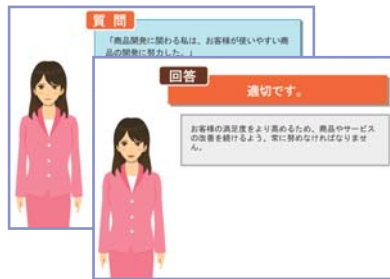 質 問
「商品開発に関わる私は、お客様が使いやすい商
品の開発に努力した。」
回答
適切です。
お客様の満足度をより高めるため、商品やサービス
の改善を続けるよう、常に努めなければなりませ
ん。